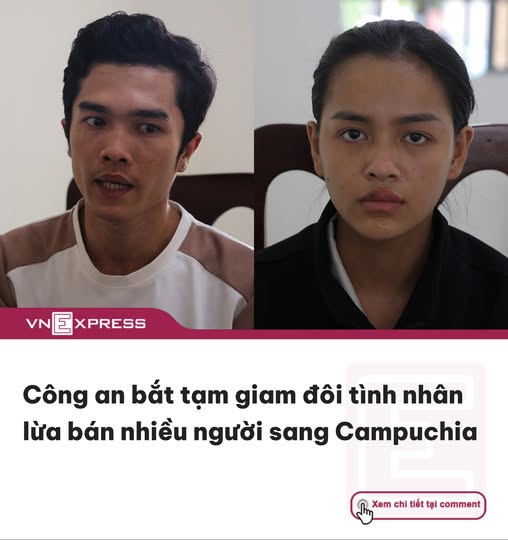 VNEXPRESS
Công an bắt tạm giam đôi tình nhân
lừa bán nhiều người sang Campuchia
Xem chi tiết tại comment